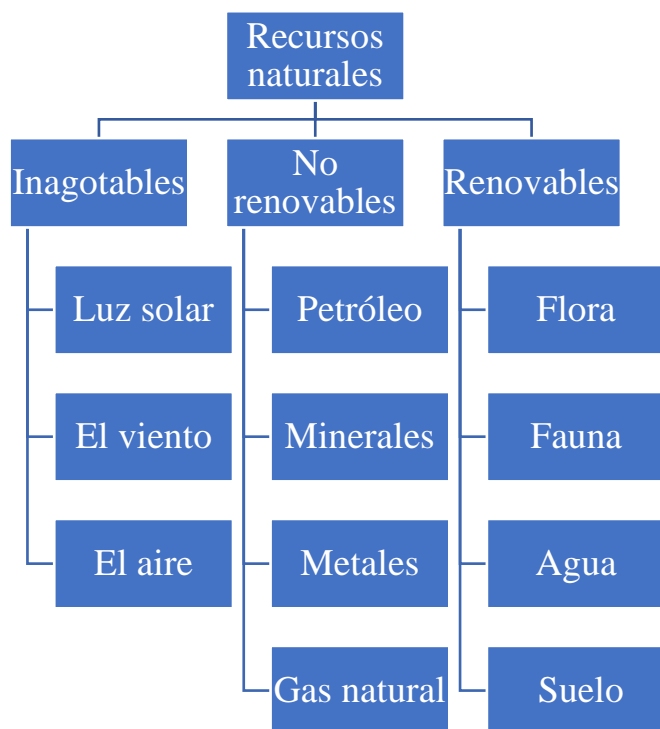 Recursos
naturales
Inagotables
No
renovables
Renovables
Luz solar
El viento
El aire
Petróleo
Minerales
Metales
Gas natural
Flora
Fauna
Agua
Suelo